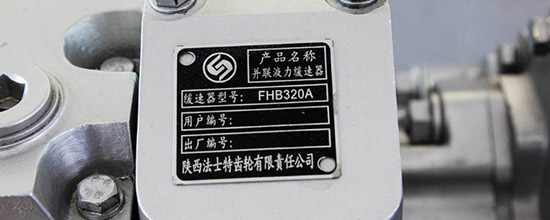 产品名称
并联液力缓速器
缓速器型号: FHB320A
用户编号:
出厂编号:
陕西法士特齿轮有限责任公司